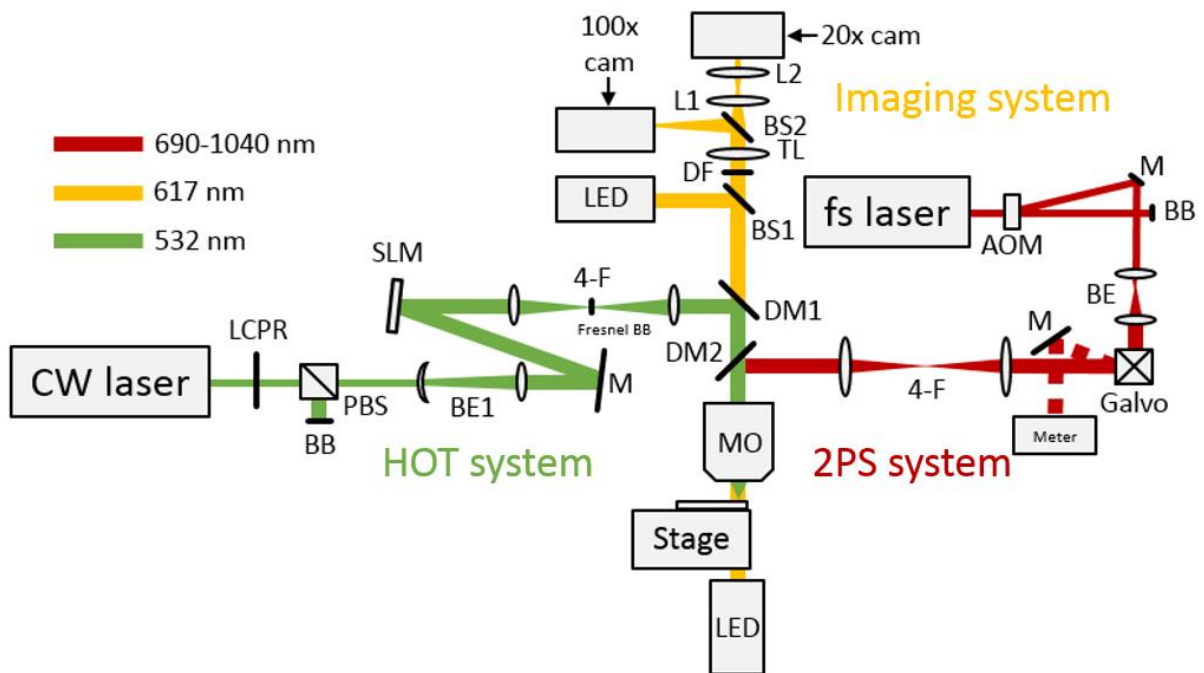 100x
cam
20x cam
L2
L1
Imaging system
BS2
TL
690-1040 nm
617 nm
532 nm
DF
LED
BS1
fs laser
AOM
M
BB
SLM
4-F
Fresnel BB
DM1
BE
LCPR
DM2
M
CW laser
PBS
BE1
M
4-F
Galvo
BB
HOT system
MO
2PS system
Meter
Stage
LED